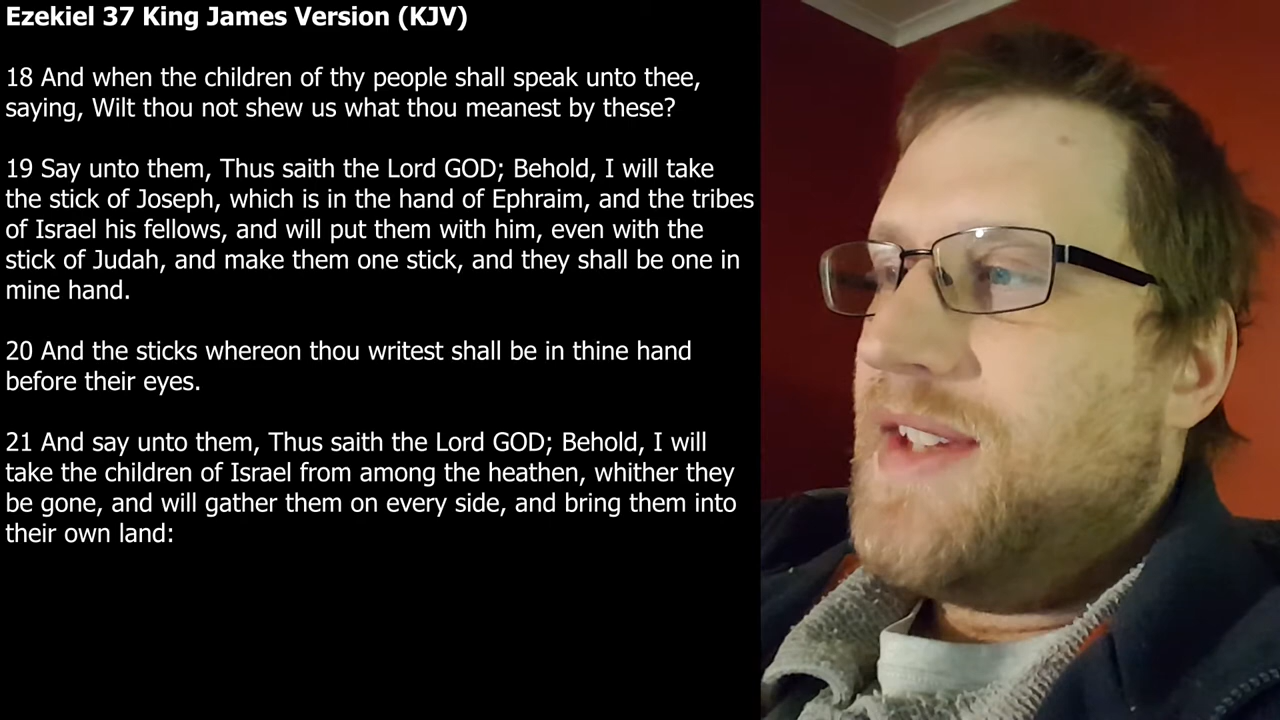 Ezekiel 37 King James Version (KJV)
18 And when the children of thy people shall speak unto thee,
saying, Wilt thou not shew us what thou meanest by these?
19 Say unto them, Thus saith the Lord GOD; Behold, I will take
the stick of Joseph, which is in the hand of Ephraim, and the tribes
of Israel his fellows, and will put them with him, even with the
stick of Judah, and make them one stick, and they shall be one in
mine hand.
20 And the sticks whereon thou writest shall be in thine hand
before their eyes.
21 And say unto them, Thus saith the Lord GOD; Behold, I will
take the children of Israel from among the heathen, whither they
be gone, and will gather them on every side, and bring them into
their own land: